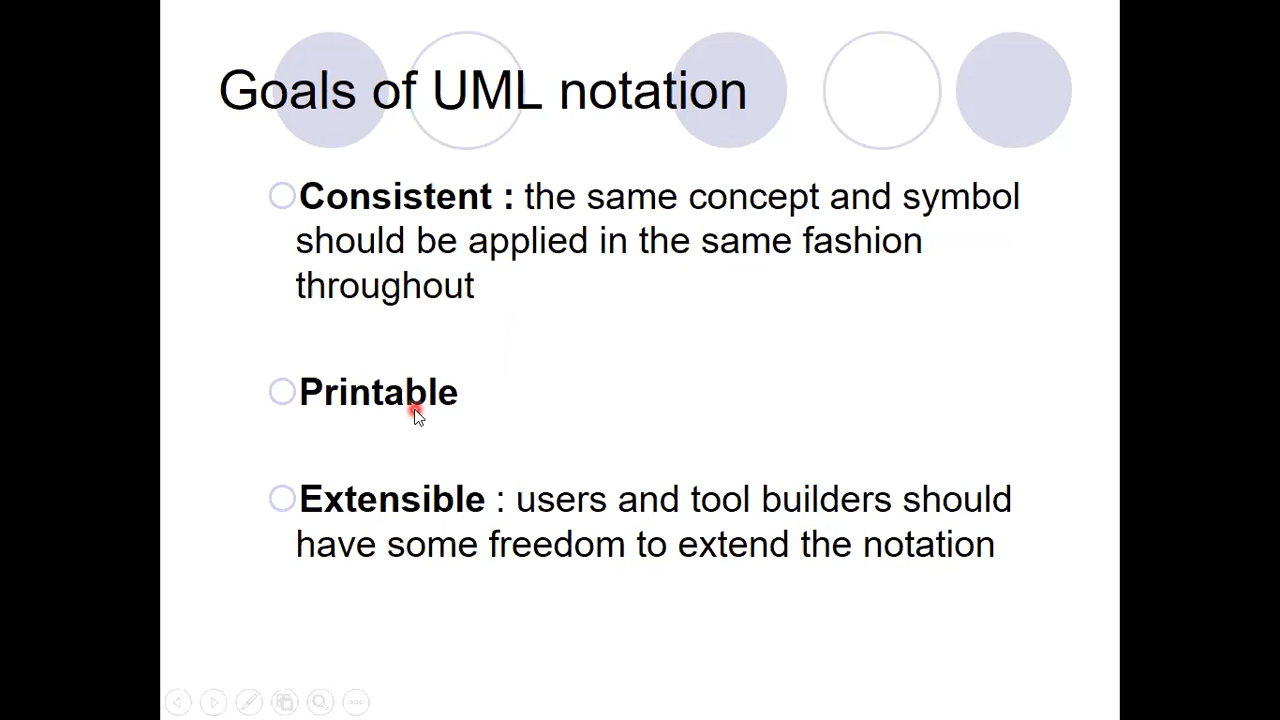 Goals of UML notation
Consistent : the same concept and symbol
should be applied in the same fashion
throughout
Printable
Extensible : users and tool builders should
have some freedom to extend the notation